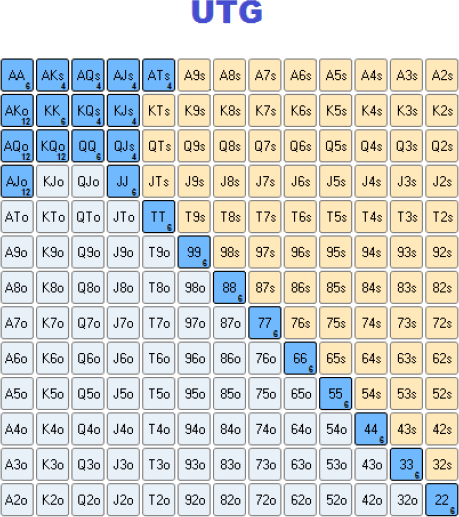 UTG
AA 6 AKs 4 AQs 4 AJs 4 ATs 4 A9s A8s A7s A6s A5s A4s A3s A2s
AKo 12 KK 6 KQs 4 KJs 4 KTs K9s K8s K7s K6s K5s K4s K3s K2s
AQo 12 KQo 12 QQ 6 QJs 4 QTs Q9s Q8s Q7s Q6s Q5s Q4s Q3s Q2s
AJo 12 KJo QJo JJ 6 JTs J9s J8s J7s J6s J5s J4s J3s J2s
ATo KTo QTo JTo TT 6 T9s T8s T7s T6s T5s T4s T3s T2s
A9o K9o Q9o J9o T9o 99 6 98s 97s 96s 95s 94s 93s 92s
A8o K8o Q8o J8o T8o 98o 88 6 87s 86s 85s 84s 83s 82s
A7o K7o Q7o J7o T7o 97o 87o 77 6 76s 75s 74s 73s 72s
A6o K6o Q6o J6o T6o 96o 86o 76o 66 6 65s 64s 63s 62s
A5o K5o Q5o J5o T5o 95o 85o 75o 65o 55 6 54s 53s 52s
A4o K4o Q4o J4o T4o 94o 84o 74o 64o 54o 44 6 43s 42s
A3o K3o Q3o J3o T3o 93o 83o 73o 63o 53o 43o 33 6 32s
A2o K2o Q2o J2o T2o 92o 82o 72o 62o 52o 42o 32o 22 6